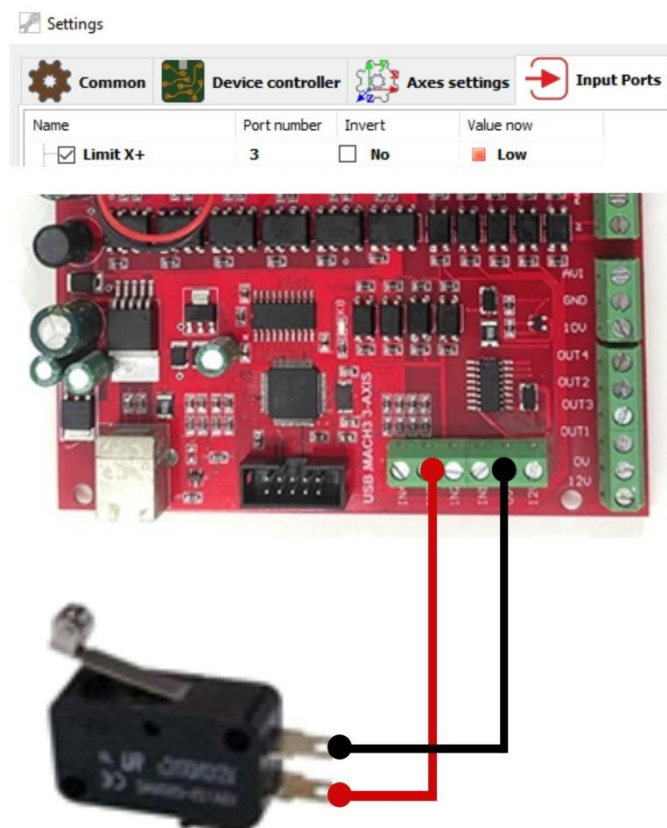 Settings
Common
Device controller
Axes settings
Input Ports
Name Port number Invert Value now
Limit X+ 3 No Low
AVI
GND
10V
OUT4
OUT2
OUT3
OUT1
0V
12V
USB MACH3 3-AXIS